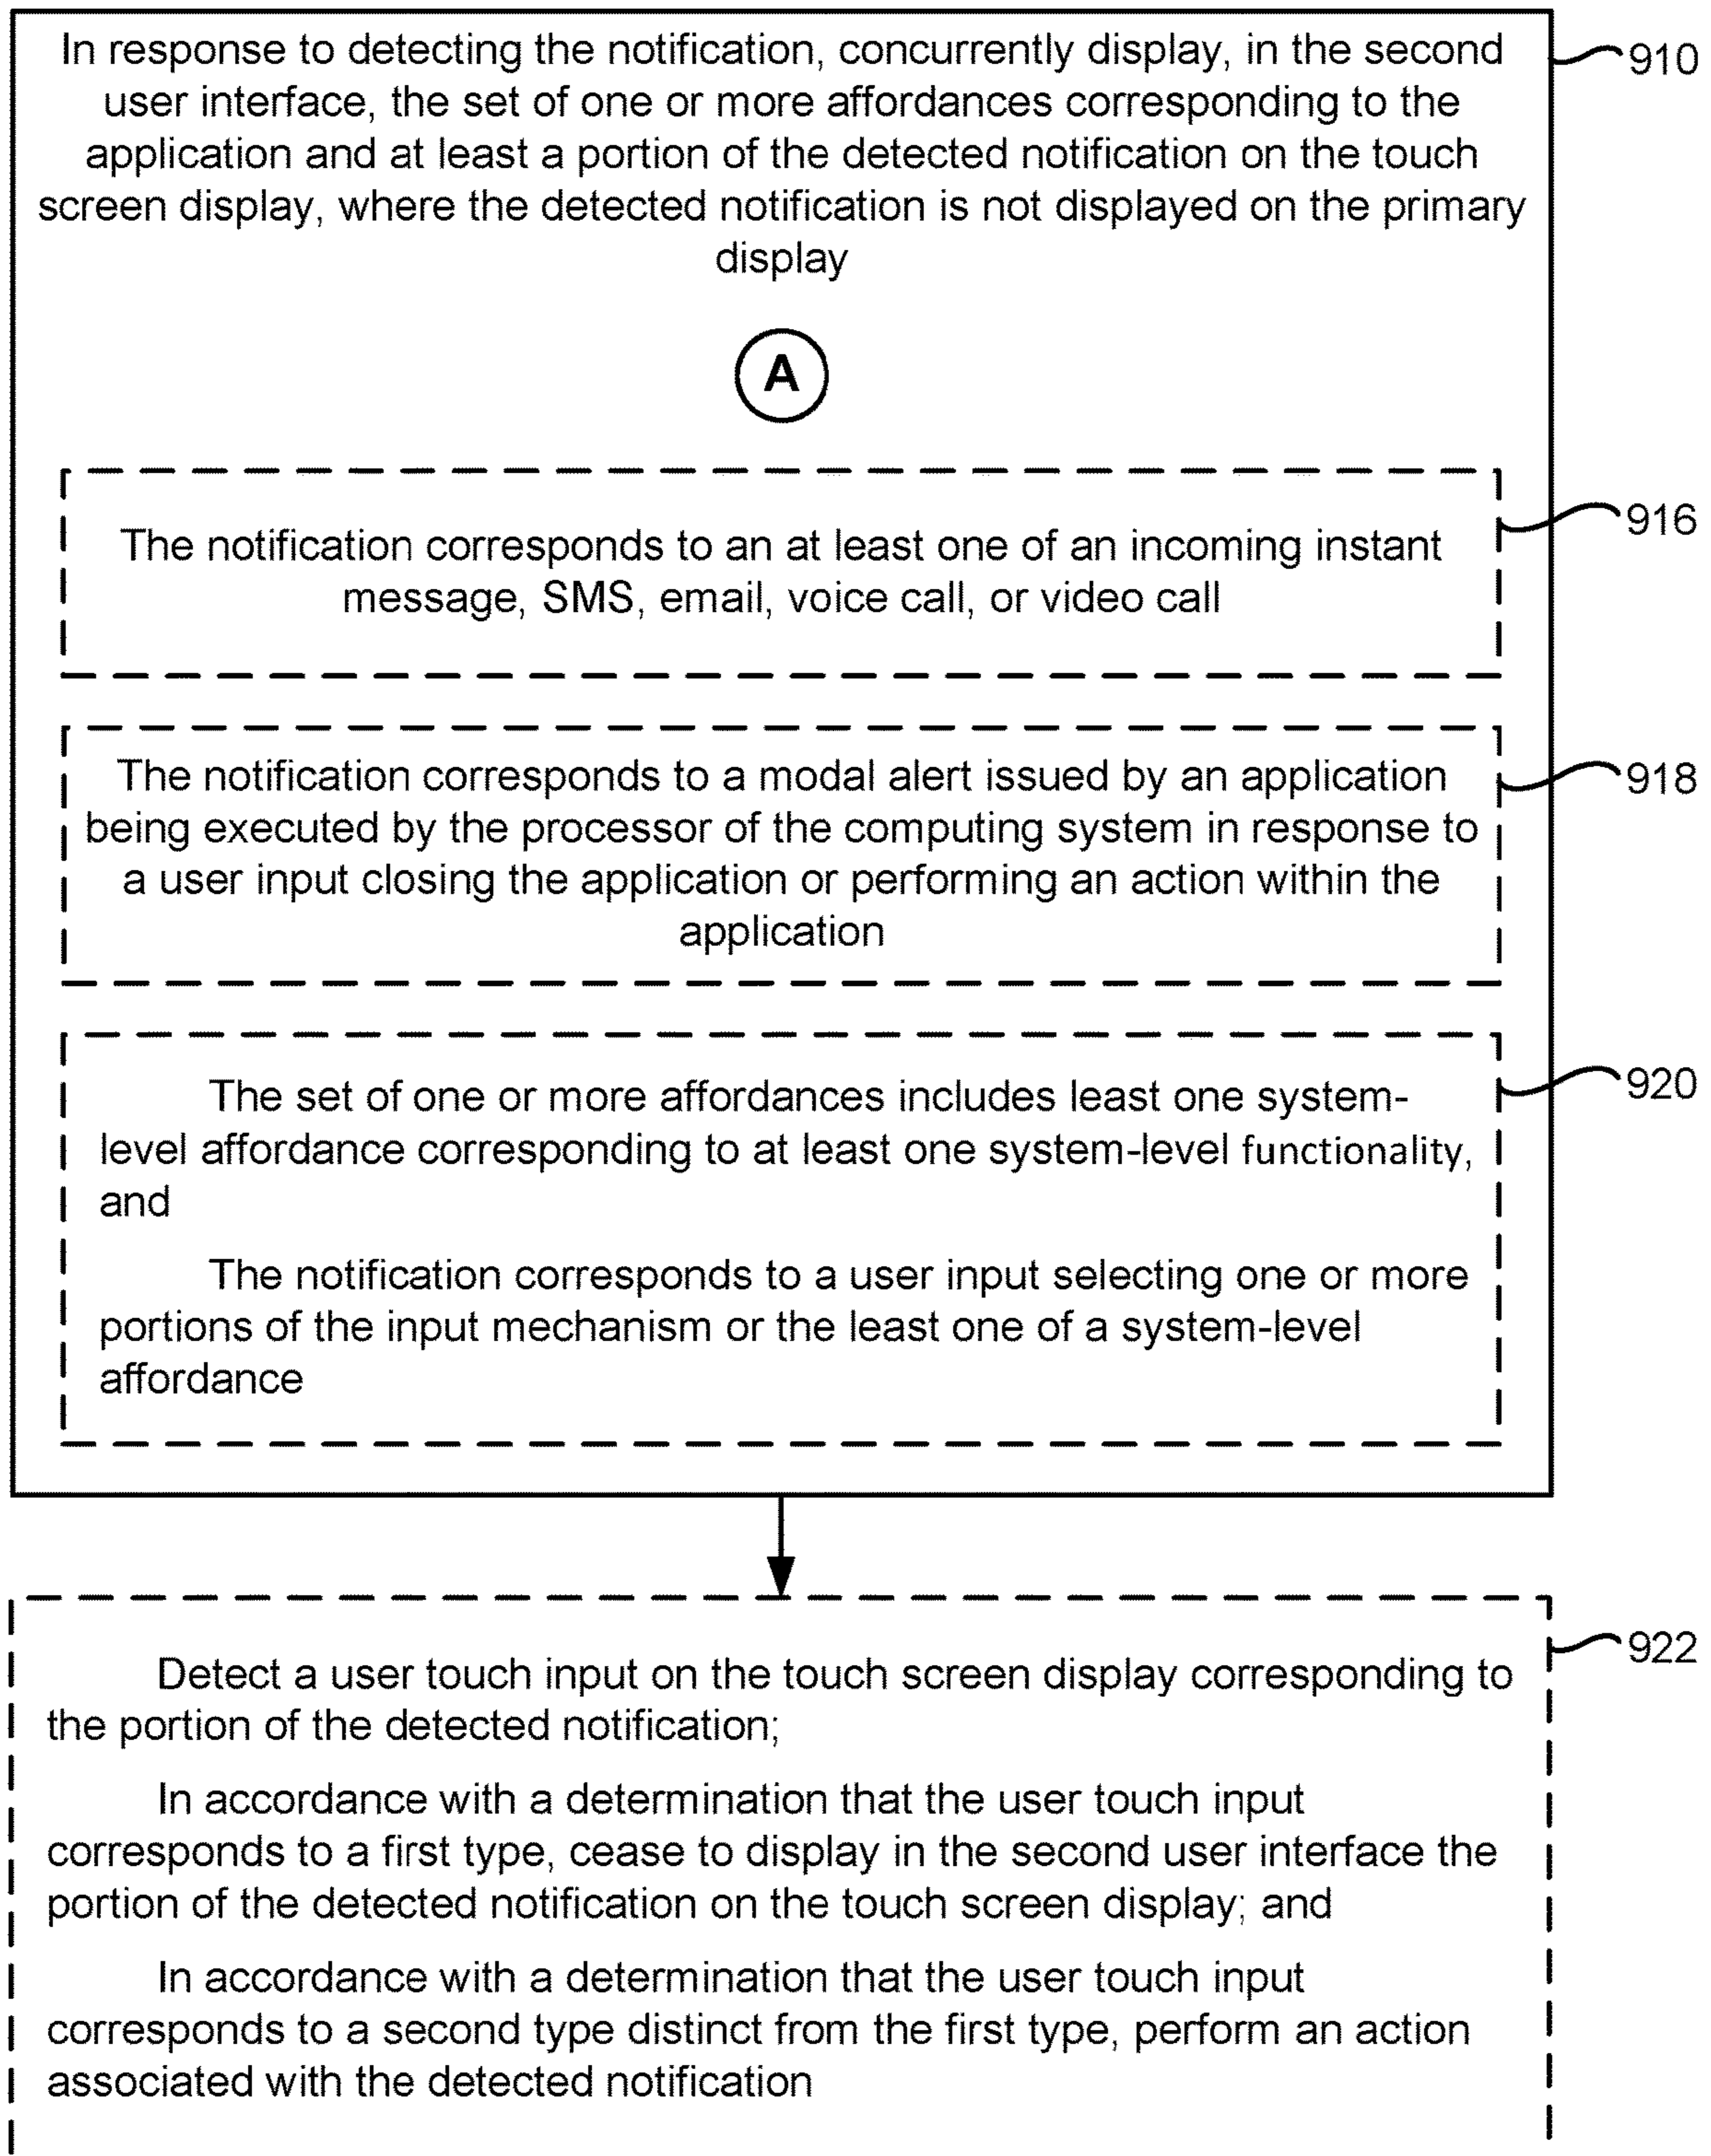 In response to detecting the notification, concurrently display, in the second
user interface, the set of one or more affordances corresponding to the
application and at least a portion of the detected notification on the touch
screen display, where the detected notification is not displayed on the primary
display
910
A
The notification corresponds to an at least one of an incoming instant
message, SMS, email, voice call, or video call
916
The notification corresponds to a modal alert issued by an application
being executed by the processor of the computing system in response to
a user input closing the application or performing an action within the
application
918
The set of one or more affordances includes least one system-
level affordance corresponding to at least one system-level functionality,
and
The notification corresponds to a user input selecting one or more
portions of the input mechanism or the least one of a system-level
affordance
920
Detect a user touch input on the touch screen display corresponding to
the portion of the detected notification;
In accordance with a determination that the user touch input
corresponds to a first type, cease to display in the second user interface the
portion of the detected notification on the touch screen display; and
In accordance with a determination that the user touch input
corresponds to a second type distinct from the first type, perform an action
associated with the detected notification
922